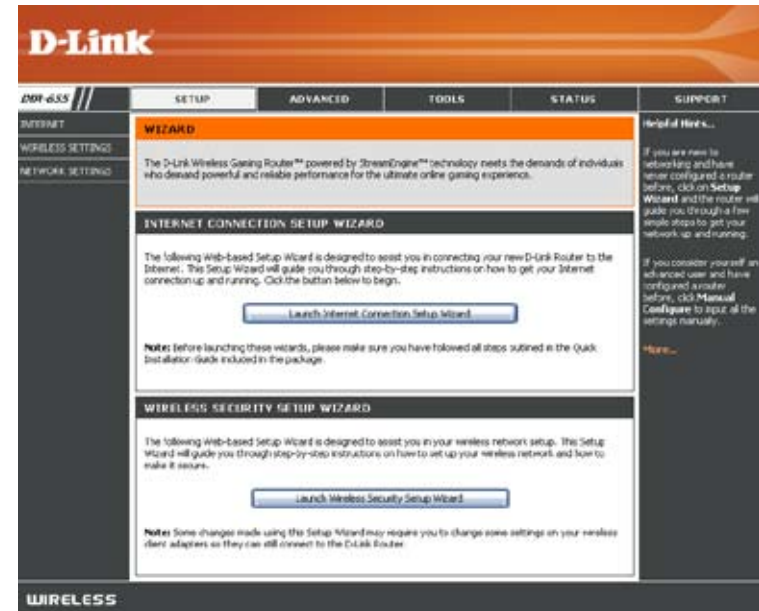 D-Link
DIR-655
SETUP
ADVANCED
TOOLS
STATUS
SUPPORT
INTERNET
WIRELESS SETTINGS
NETWORK SETTINGS
WIZARD
The D-Link Wireless Gaming Router™ powered by StreamEngine™ technology meets the demands of individuals
who demand powerful and reliable performance for the ultimate online gaming experience.
INTERNET CONNECTION SETUP WIZARD
The following Web-based Setup Wizard is designed to assist you in connecting your new D-Link Router to the
Internet. This Setup Wizard will guide you through step-by-step instructions on how to get your Internet
connection up and running. Click the button below to begin.
Launch Internet Connection Setup Wizard
Note: Before launching these wizards, please make sure you have followed all steps outlined in the Quick
Installation Guide included in the package.
WIRELESS SECURITY SETUP WIZARD
The following Web-based Setup Wizard is designed to assist you in your wireless network setup. This Setup
Wizard will guide you through step-by-step instructions on how to set up your wireless network and how to
make it secure.
Launch Wireless Security Setup Wizard
Note: Some changes made using this Setup Wizard may require you to change some settings on your wireless
client adapters so they can still connect to the D-Link Router
Helpful Hints...
If you are new to
networking and have
never configured a router
before, click on Setup
Wizard and the router will
guide you through a few
simple steps to get your
network up and running.
If you consider yourself an
advanced user and have
configured a router
before, click Manual
Configure to input all the
settings manually.
More...
WIRELESS